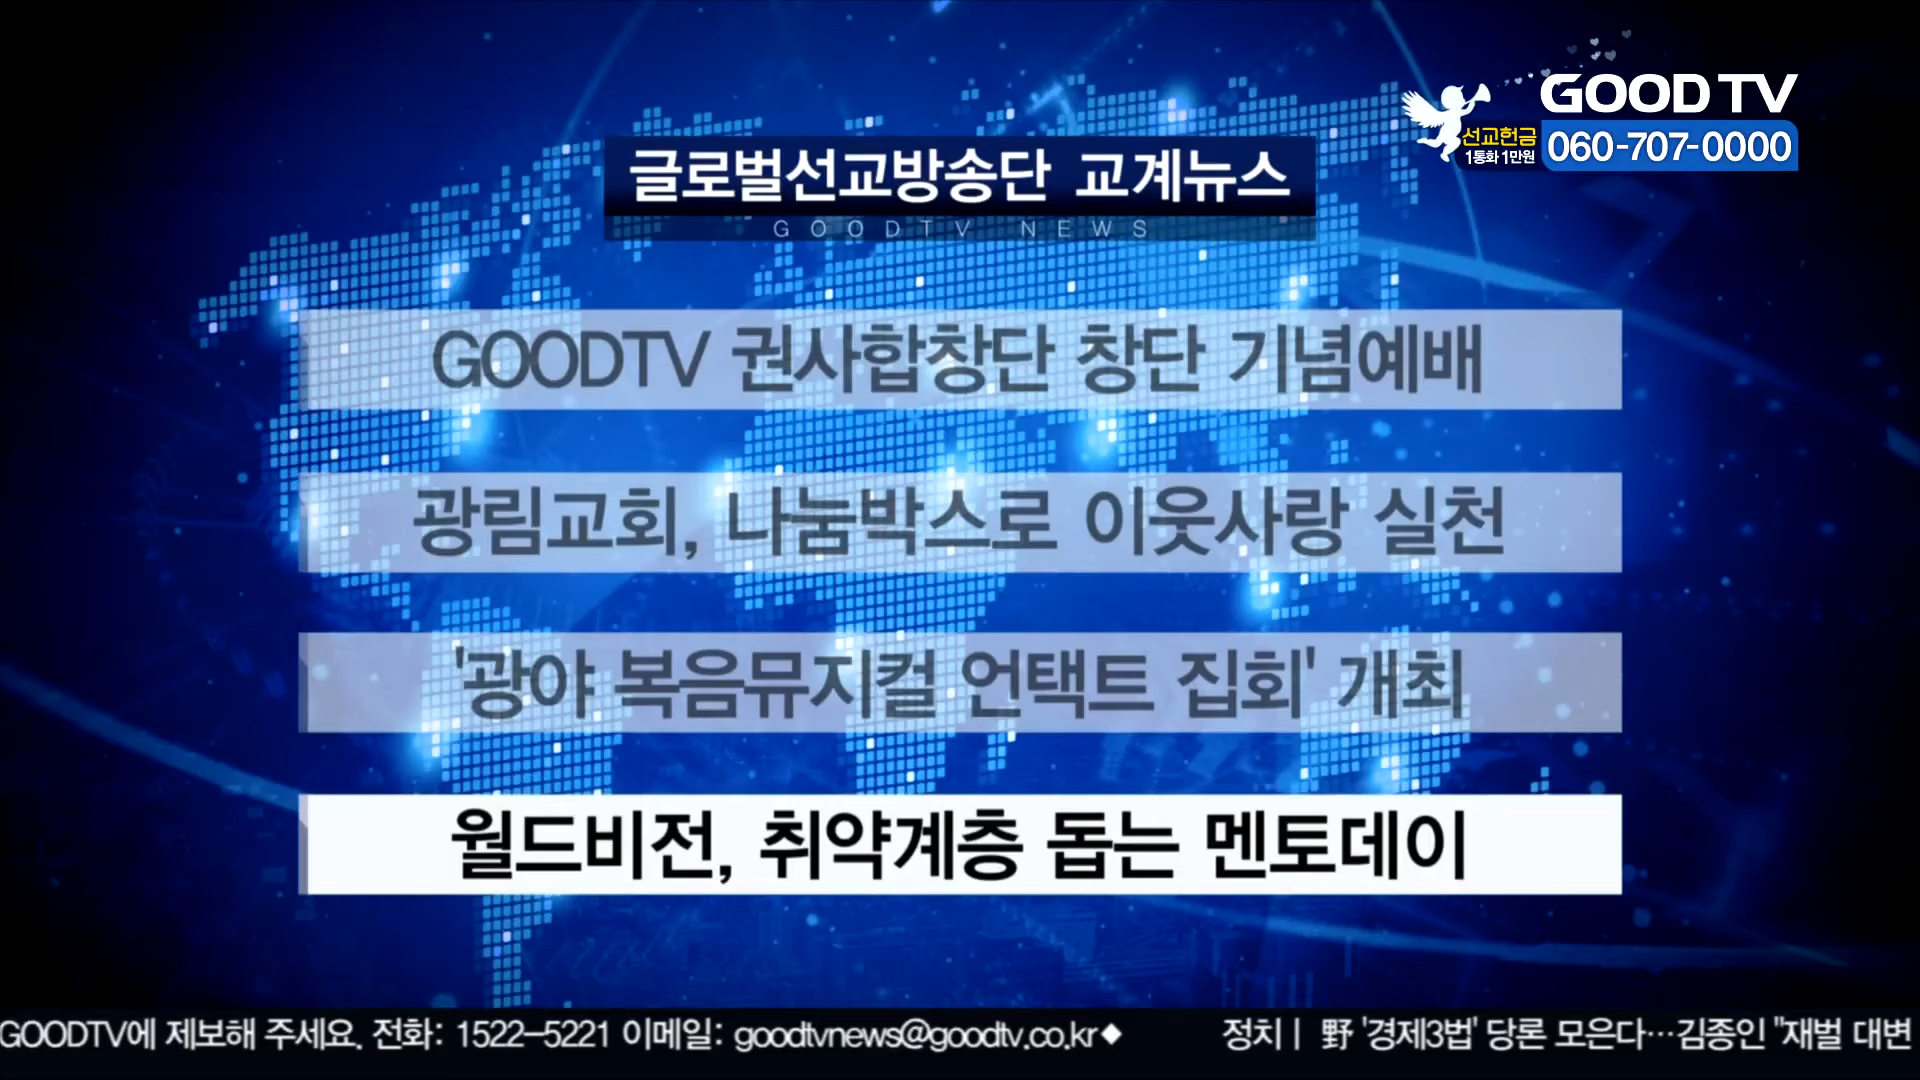 GOOD TV
선교헌금
1통화 1만원
060-707-0000
글로벌선교방송단 교계뉴스
GOODTV NEWS
GOODTV 권사합창단 창단 기념예배
광림교회, 나눔박스로 이웃사랑 실천
'광야 복음뮤지컬 언택트 집회' 개최
월드비전, 취약계층 돕는 멘토데이
GOODTV에 제보해 주세요. 전화: 1522-5221 이메일: goodtvnews@goodtv.co.kr◆ 정치 | 野 '경제3법' 당론 모은다…김종인 "재벌 대변